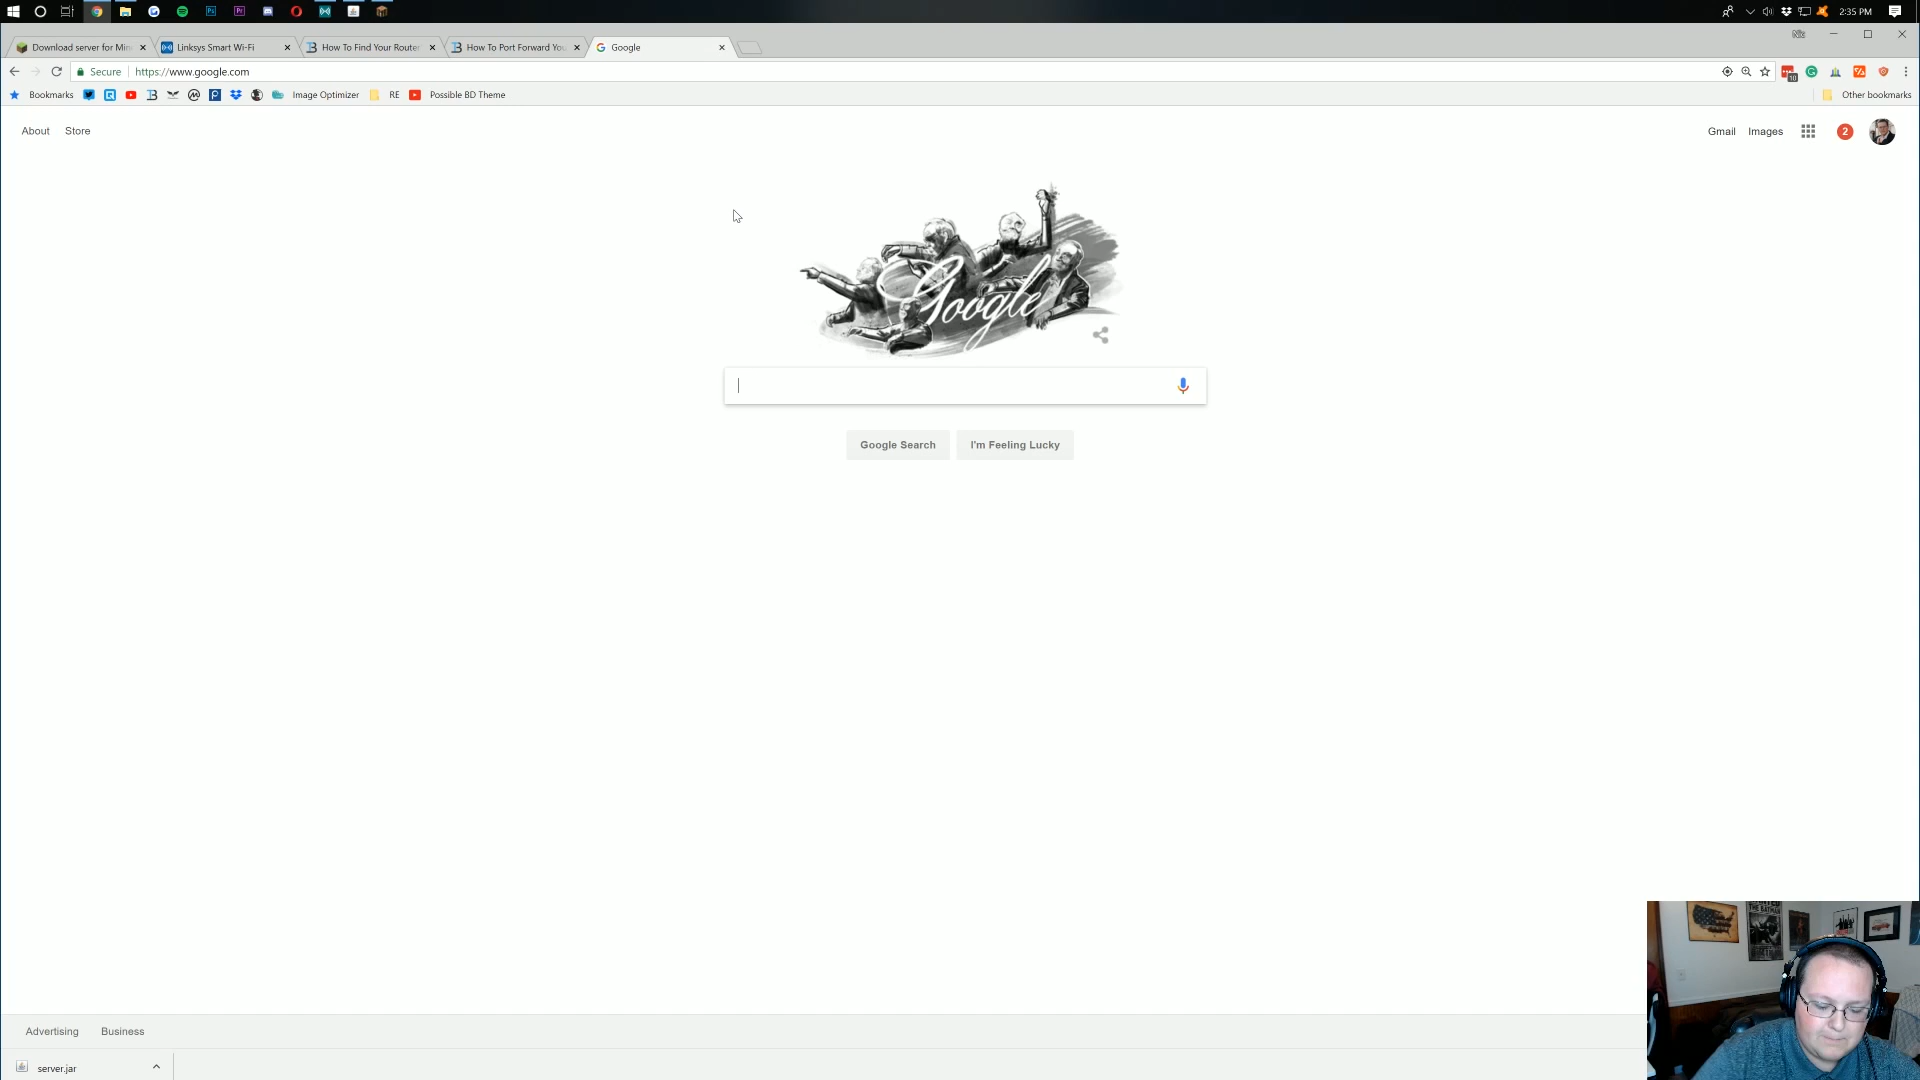 2:35 PM
Download server for Min
Linksys Smart Wi-Fi
How To Find Your Router
How To Port Forward You
Google
Secure
https://www.google.com
10
Bookmarks
Image Optimizer
RE
Possible BD Theme
Other bookmarks
About
Store
Gmail
Images
2
Google
Google Search
I'm Feeling Lucky
Advertising
Business
server.jar